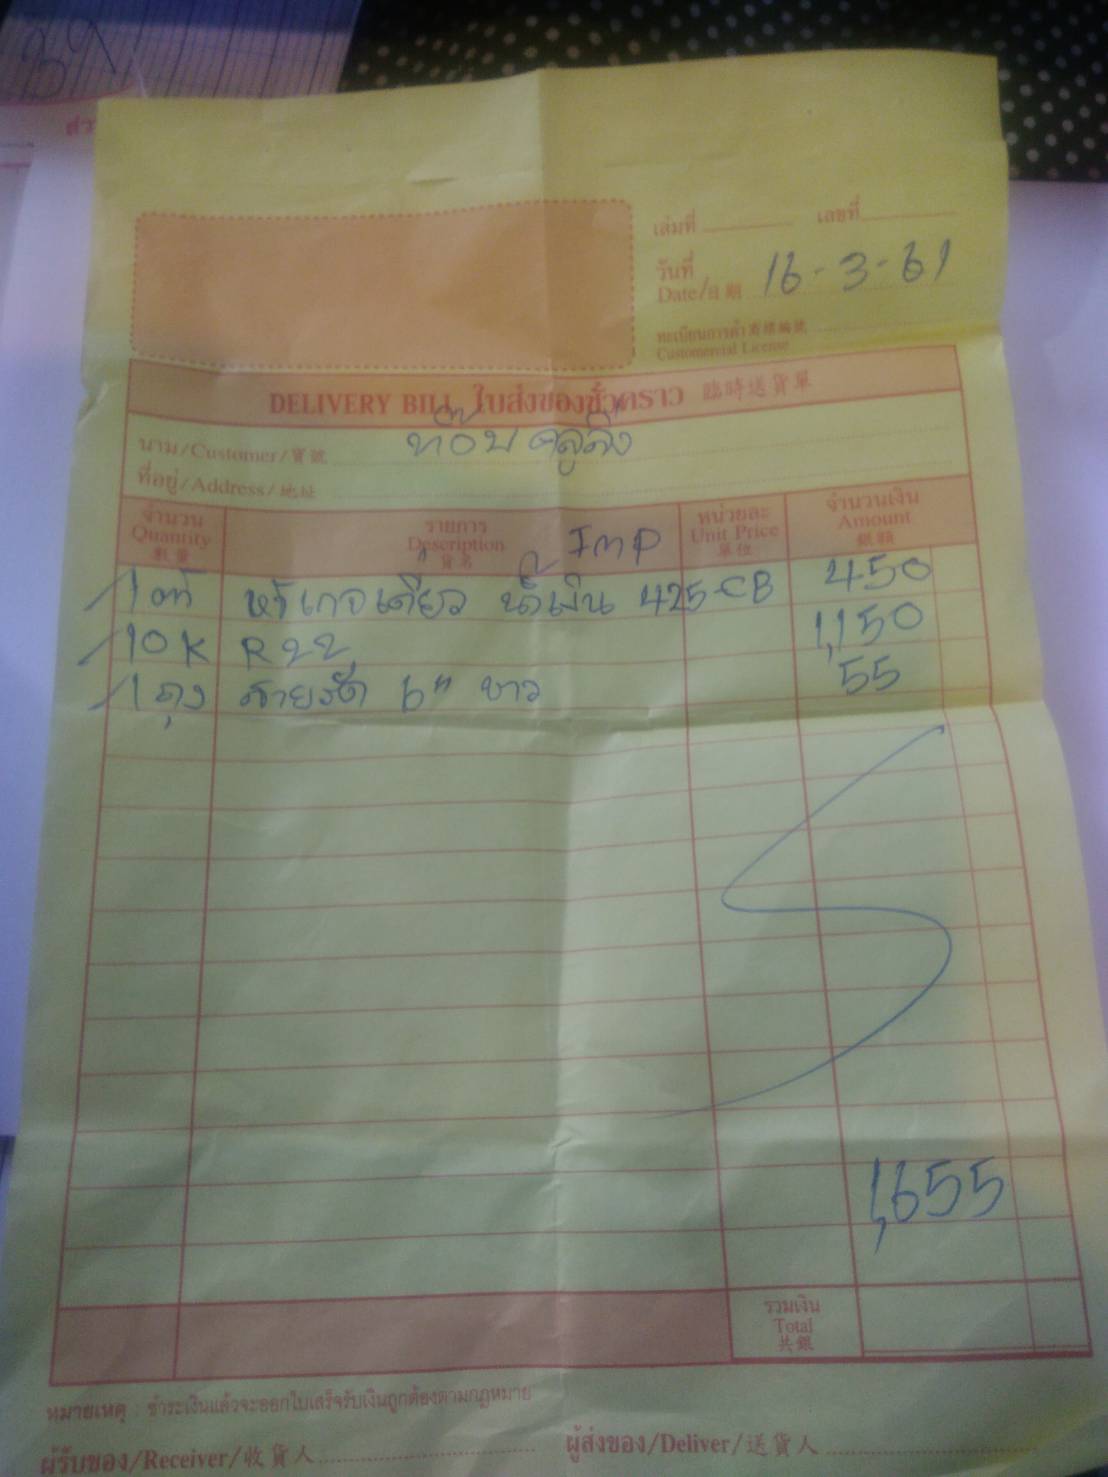 39
ส่ว
เล่มที่ เลขที่
วันที่
Date/日期 16-3-61
ทะเบียนการค้า 商標編號
Customercial License
DELIVERY BILL ใบส่งของชั่วคราว 臨時送貨單
นาม/Customer/寶號 ท๊อบ คลูลิ่ง
ที่อยู่/Address/地址
จำนวน รายการ หน่วยละ จำนวนเงิน
Quantity Description Unit Price Amount
數量 貨名 單位 銀額
IMP
1 ตัว หัวเกจเดี่ยว น้ำเงิน 425-CB 450
10 K R22 1,150
1 ถุง สายรัด 6" ขาว 55
1,655
รวมเงิน
Total
共銀
หมายเหตุ : ชำระเงินแล้วจะออกใบเสร็จรับเงินถูกต้องตามกฎหมาย
ผู้รับของ/Receiver/收貨人 ผู้ส่งของ/Deliver/送貨人